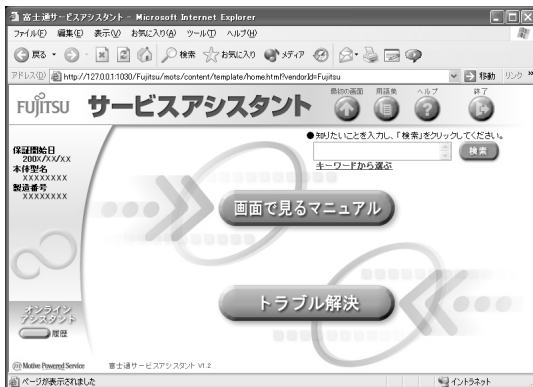 富士通サービスアシスタント - Microsoft Internet Explorer
ファイル(F) 編集(E) 表示(V) お気に入り(A) ツール(T) ヘルプ(H)
戻る 検索 お気に入り メディア
アドレス(D) http://127.0.0.1:1030/Fujitsu/mots/content/template/home.html?vendorId=Fujitsu 移動 リンク »
最初の画面 用語集 ヘルプ 終了
FUJITSU サービスアシスタント
●知りたいことを入力し、「検索」をクリックしてください。
検索
キーワードから選ぶ
保証開始日
200X/XX/XX
本体型名
XXXXXXXX
製造番号
XXXXXXXX
画面で見るマニュアル
トラブル解決
オンライン
アシスタント
履歴
Motive Powered Service 富士通サービスアシスタント V1.2
ページが表示されました イントラネット